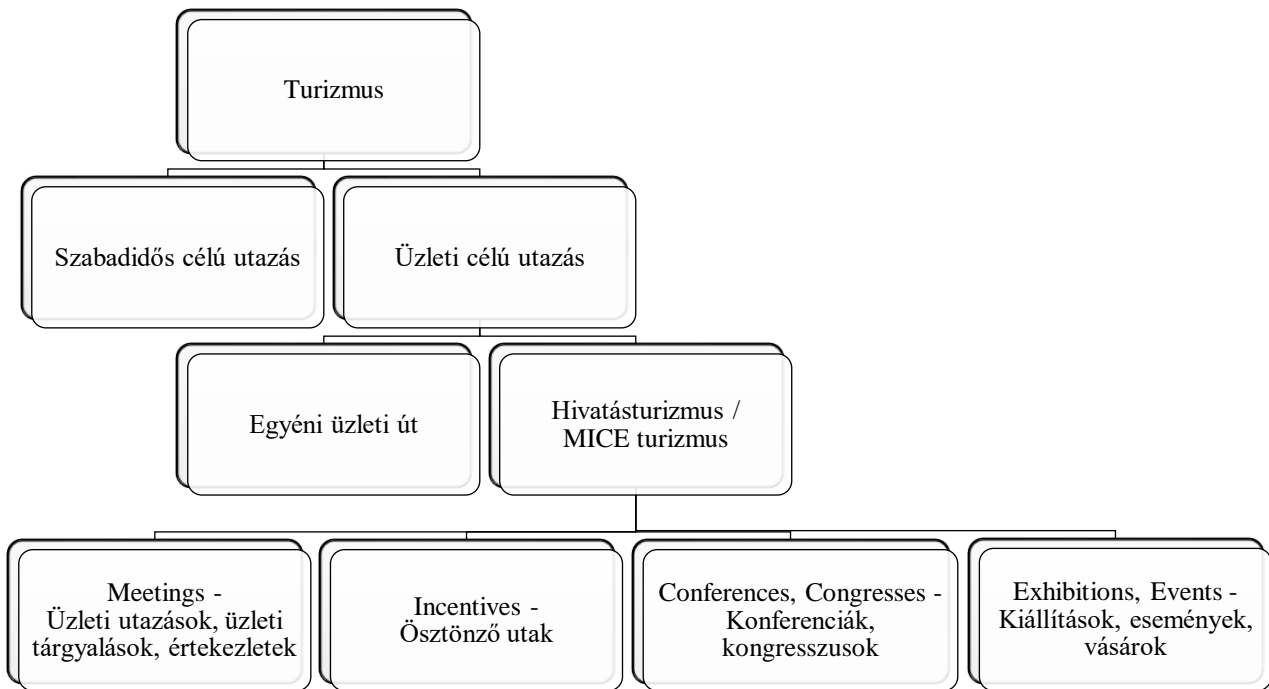 Turizmus
Szabadidős célú utazás
Üzleti célú utazás
Egyéni üzleti út
Hivatásturizmus /
MICE turizmus
Meetings -
Üzleti utazások, üzleti
tárgyalások, értekezletek
Incentives -
Ösztönző utak
Conferences, Congresses -
Konferenciák,
kongresszusok
Exhibitions, Events -
Kiállítások, események,
vásárok